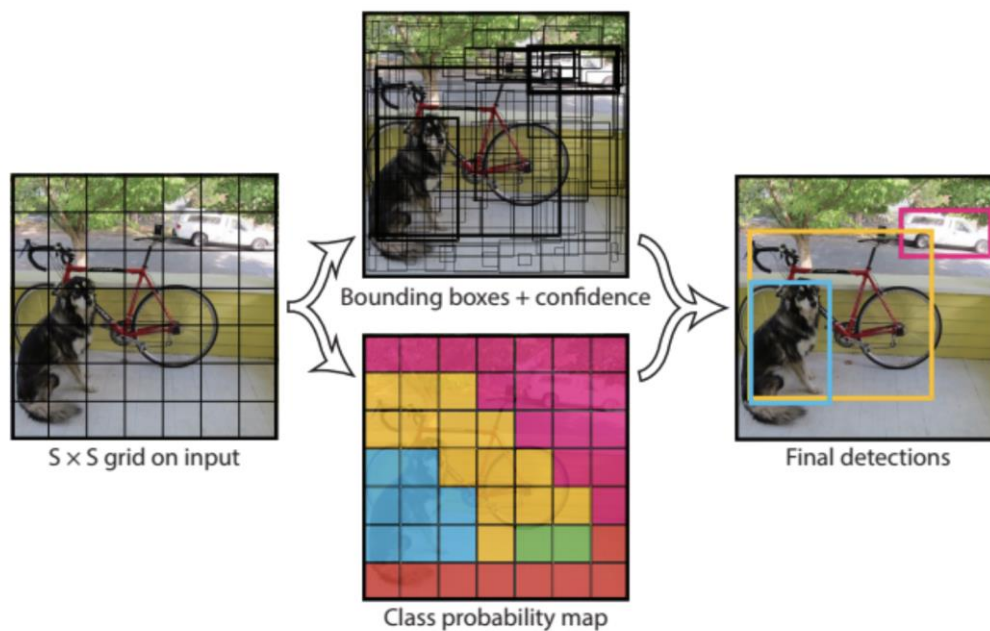 Bounding boxes + confidence
S × S grid on input
Final detections
Class probability map